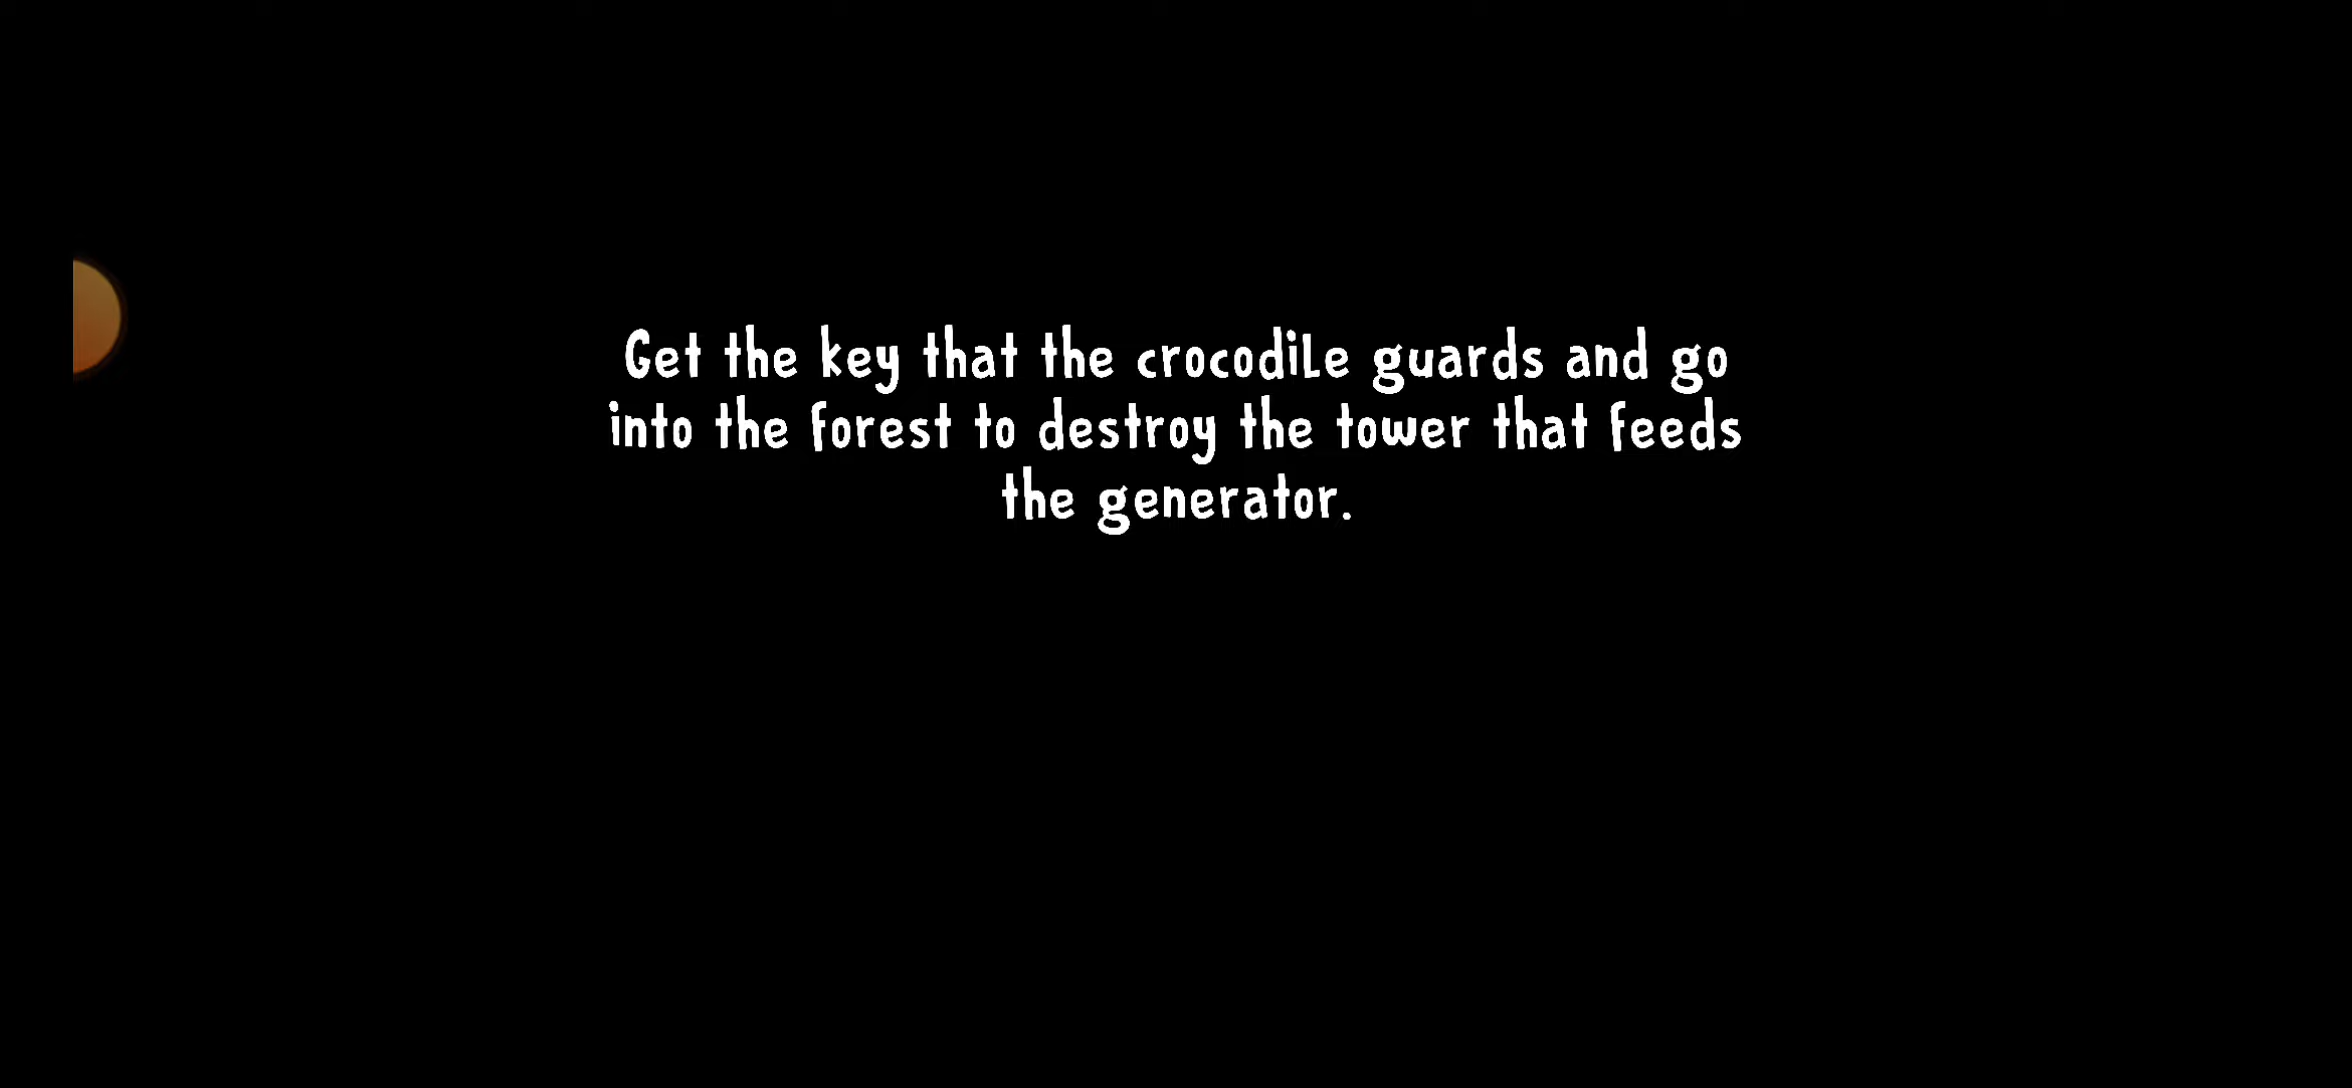 Get the key that the crocodile guards and go
into the forest to destroy the tower that feeds
the generator.